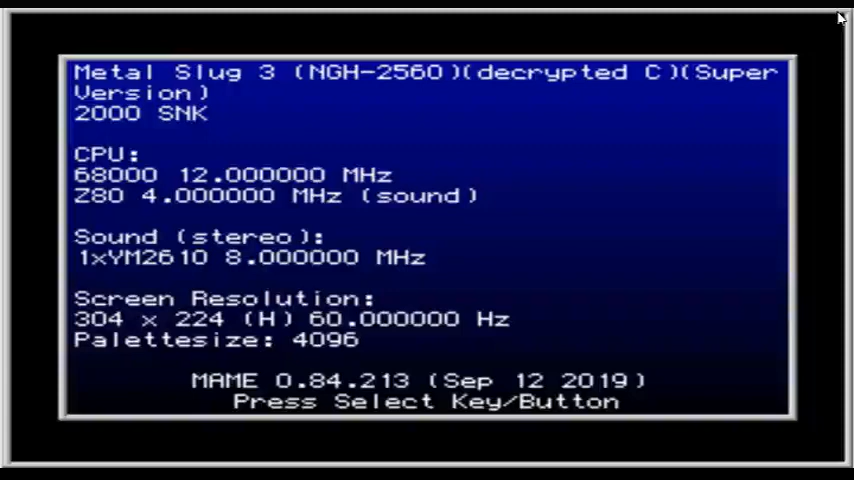 Metal Slug 3 (NGH-2560)(decrypted C)(Super
Version)
2000 SNK
CPU:
68000 12.000000 MHz
Z80 4.000000 MHz (sound)
Sound (stereo):
1xYM2610 8.000000 MHz
Screen Resolution:
304 x 224 (H) 60.000000 Hz
Palettesize: 4096
MAME 0.84.213 (Sep 12 2019)
Press Select Key/Button